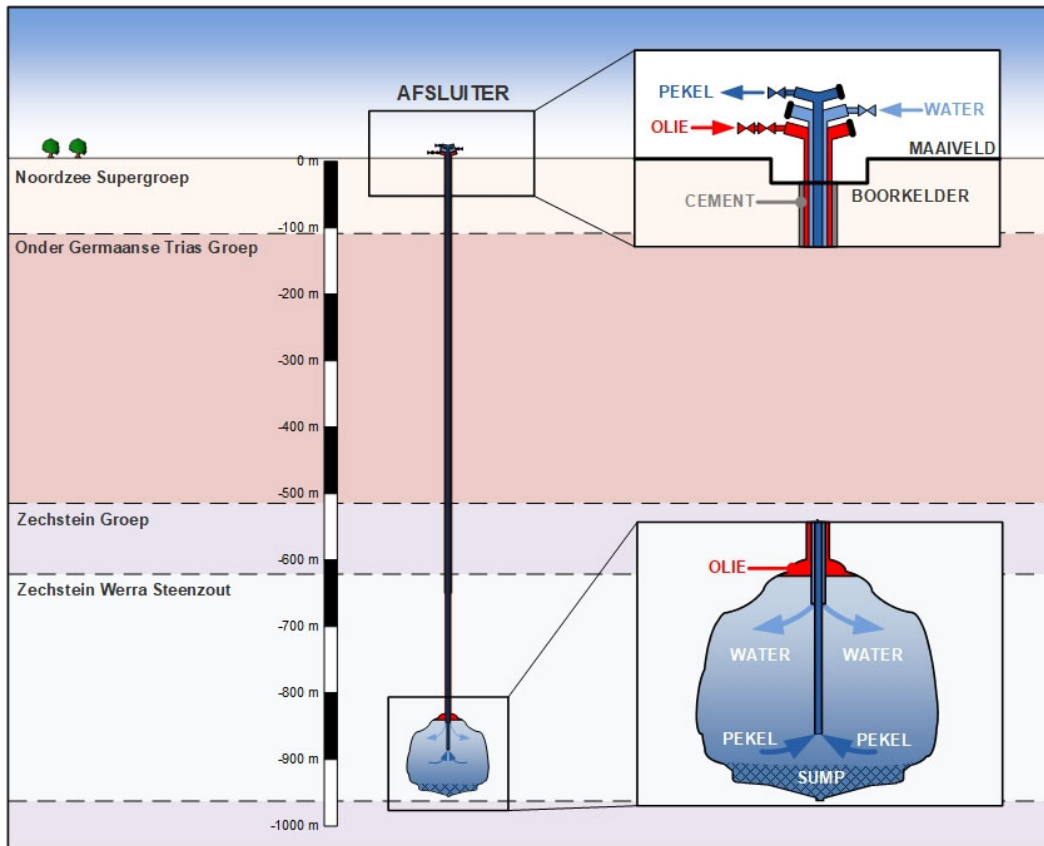 AFSLUITER
PEKEL
WATER
OLIE
MAAIVELD
BOORKELDER
CEMENT
0 m
Noordzee Supergroep
-100 m
Onder Germaanse Trias Groep
-200 m
-300 m
-400 m
-500 m
Zechstein Groep
-600 m
Zechstein Werra Steenzout
-700 m
-800 m
-900 m
-1000 m
OLIE
WATER WATER
PEKEL PEKEL
SUMP